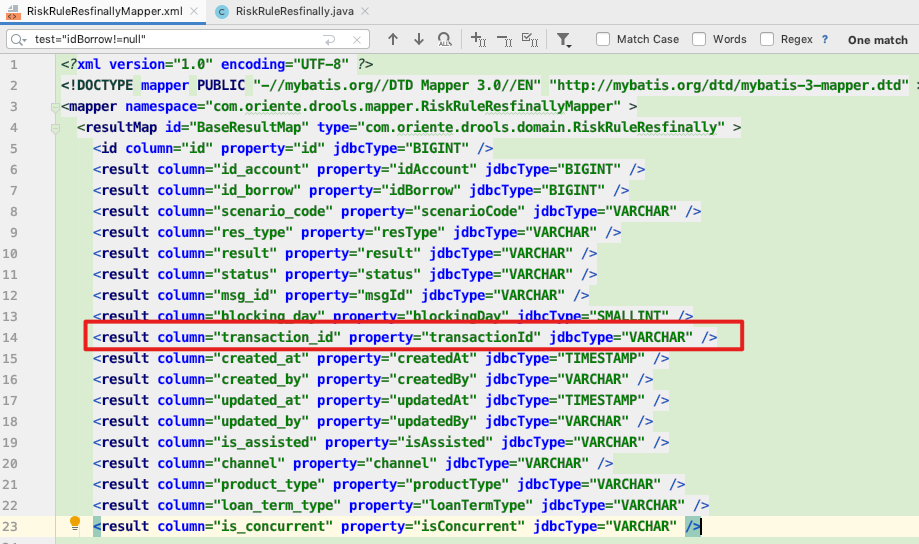 RiskRuleResfinallyMapper.xml × RiskRuleResfinally.java ×
test="idBorrow!=null" Match Case Words Regex ? One match
1 <?xml version="1.0" encoding="UTF-8" ?>
2 <!DOCTYPE mapper PUBLIC "-//mybatis.org//DTD Mapper 3.0//EN" "http://mybatis.org/dtd/mybatis-3-mapper.dtd" >
3 <mapper namespace="com.oriente.drools.mapper.RiskRuleResfinallyMapper" >
4 <resultMap id="BaseResultMap" type="com.oriente.drools.domain.RiskRuleResfinally" >
5 <id column="id" property="id" jdbcType="BIGINT" />
6 <result column="id_account" property="idAccount" jdbcType="BIGINT" />
7 <result column="id_borrow" property="idBorrow" jdbcType="BIGINT" />
8 <result column="scenario_code" property="scenarioCode" jdbcType="VARCHAR" />
9 <result column="res_type" property="resType" jdbcType="VARCHAR" />
10 <result column="result" property="result" jdbcType="VARCHAR" />
11 <result column="status" property="status" jdbcType="VARCHAR" />
12 <result column="msg_id" property="msgId" jdbcType="VARCHAR" />
13 <result column="blocking_day" property="blockingDay" jdbcType="SMALLINT" />
14 <result column="transaction_id" property="transactionId" jdbcType="VARCHAR" />
15 <result column="created_at" property="createdAt" jdbcType="TIMESTAMP" />
16 <result column="created_by" property="createdBy" jdbcType="VARCHAR" />
17 <result column="updated_at" property="updatedAt" jdbcType="TIMESTAMP" />
18 <result column="updated_by" property="updatedBy" jdbcType="VARCHAR" />
19 <result column="is_assisted" property="isAssisted" jdbcType="VARCHAR" />
20 <result column="channel" property="channel" jdbcType="VARCHAR" />
21 <result column="product_type" property="productType" jdbcType="VARCHAR" />
22 <result column="loan_term_type" property="loanTermType" jdbcType="VARCHAR" />
23 <result column="is_concurrent" property="isConcurrent" jdbcType="VARCHAR" />